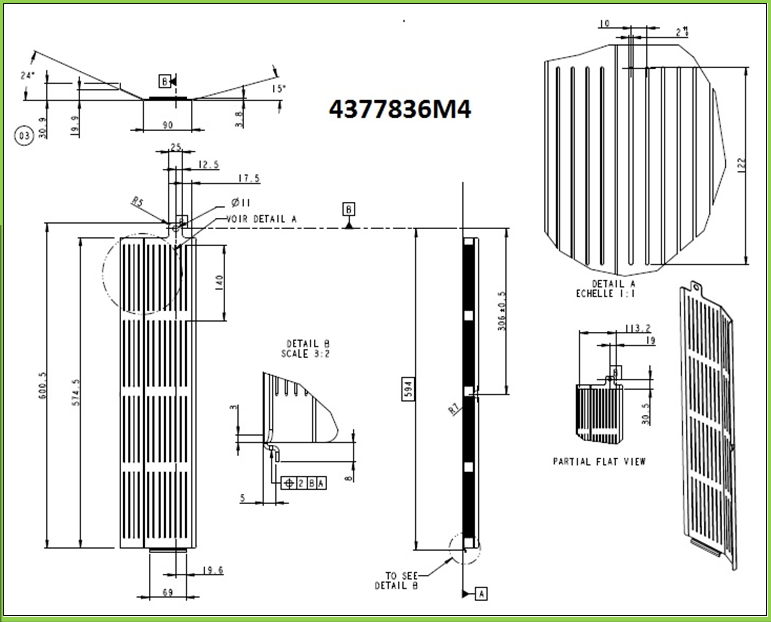 10
2
24°
B
15°
4377836M4
03
30.9
19.9
90
3.8
25
12.5
17.5
R5
Ø11
B
VOIR DETAIL A
B
122
140
DETAIL A
ECHELLE 1:1
306±0.5
113.2
19
DETAIL B
SCALE 3:2
600.5
574.5
594
R7
B
30.5
3
PARTIAL FLAT VIEW
8
2 B A
5
TO SEE
DETAIL B
19.6
69
A